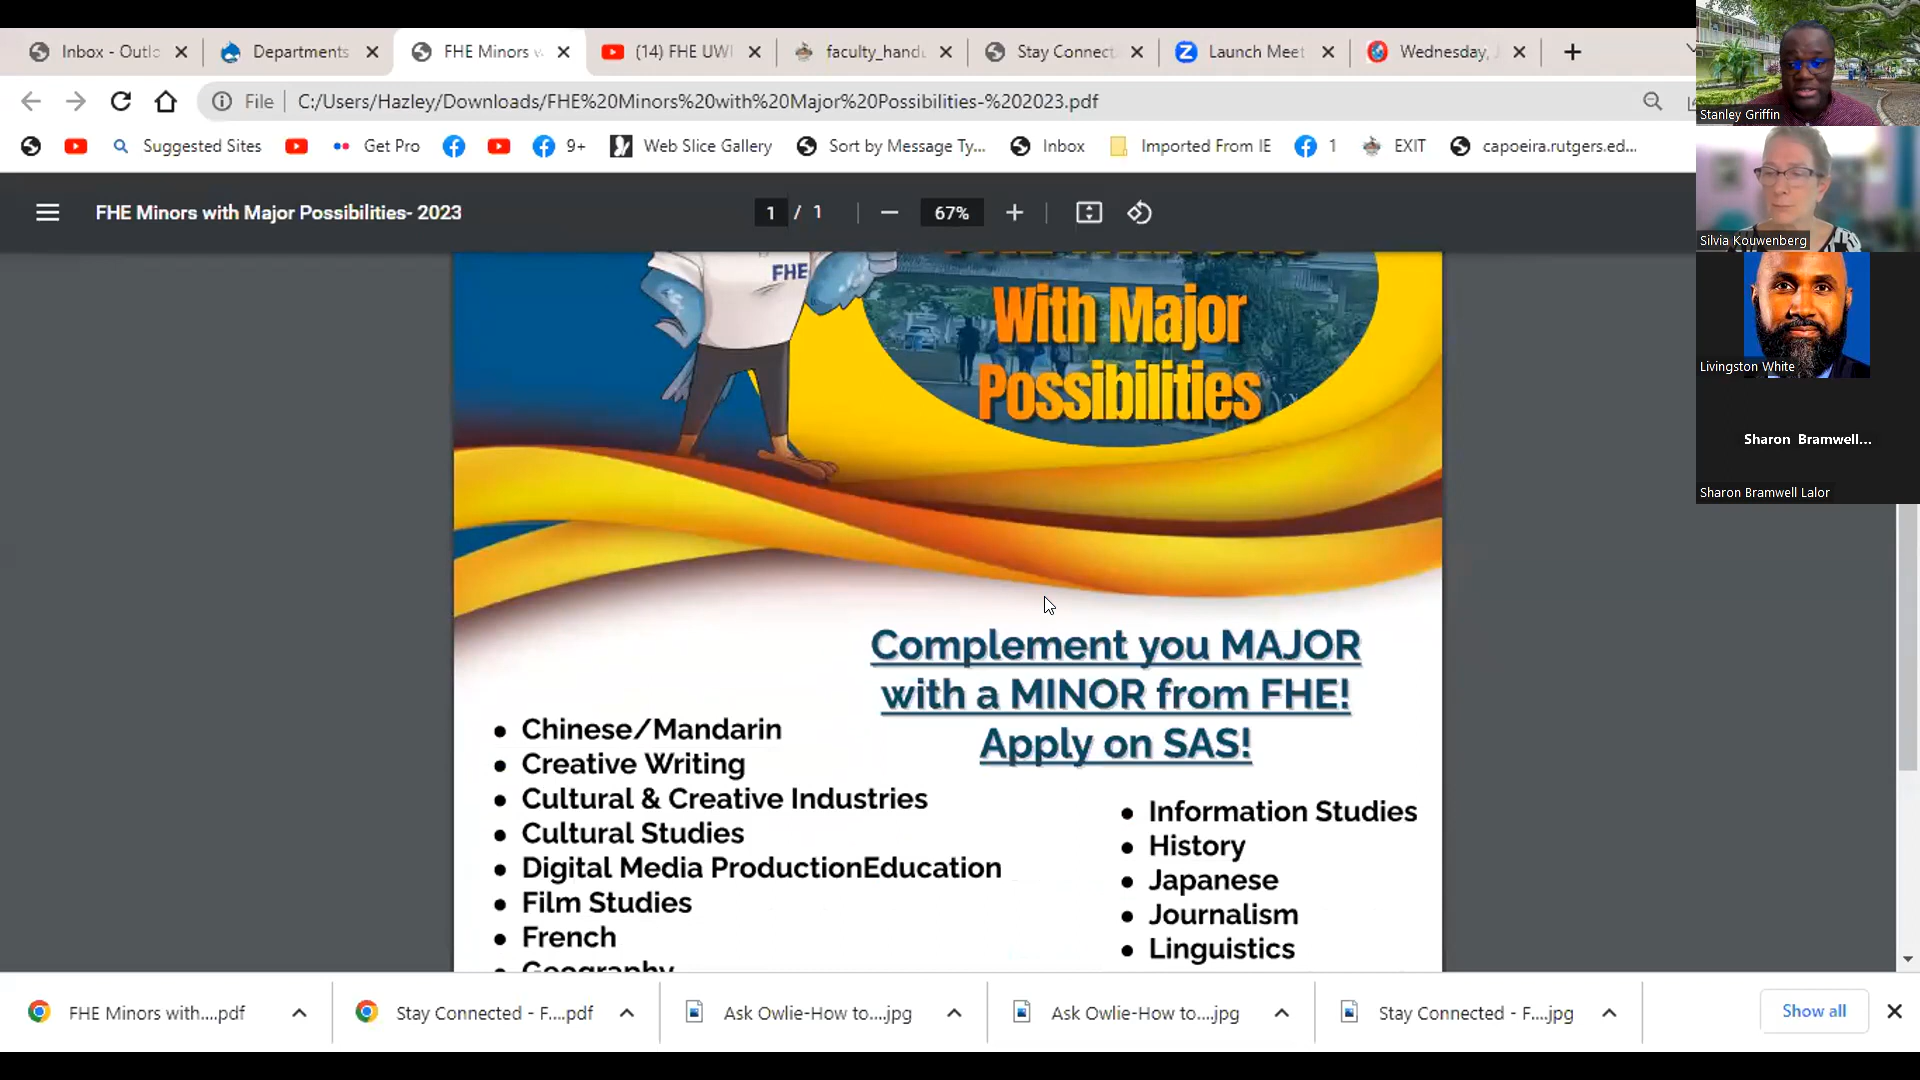 Inbox - Outlo
Departments
FHE Minors w
(14) FHE UWI
faculty_handb
Stay Connect
Launch Meet
Wednesday, J
File
C:/Users/Hazley/Downloads/FHE%20Minors%20with%20Major%20Possibilities-%202023.pdf
Suggested Sites
Get Pro
9+
Web Slice Gallery
Sort by Message Ty...
Inbox
Imported From IE
1
EXIT
capoeira.rutgers.ed...
FHE Minors with Major Possibilities- 2023
1 / 1
67%
FHE
With Major
Possibilities
Complement you MAJOR
with a MINOR from FHE!
Apply on SAS!
• Chinese/Mandarin
• Creative Writing
• Cultural & Creative Industries
• Cultural Studies
• Digital Media ProductionEducation
• Film Studies
• French
• Geography
• Information Studies
• History
• Japanese
• Journalism
• Linguistics
Stanley Griffin
Silvia Kouwenberg
Livingston White
Sharon Bramwell...
Sharon Bramwell Lalor
FHE Minors with....pdf
Stay Connected - F....pdf
Ask Owlie-How to....jpg
Ask Owlie-How to....jpg
Stay Connected - F....jpg
Show all